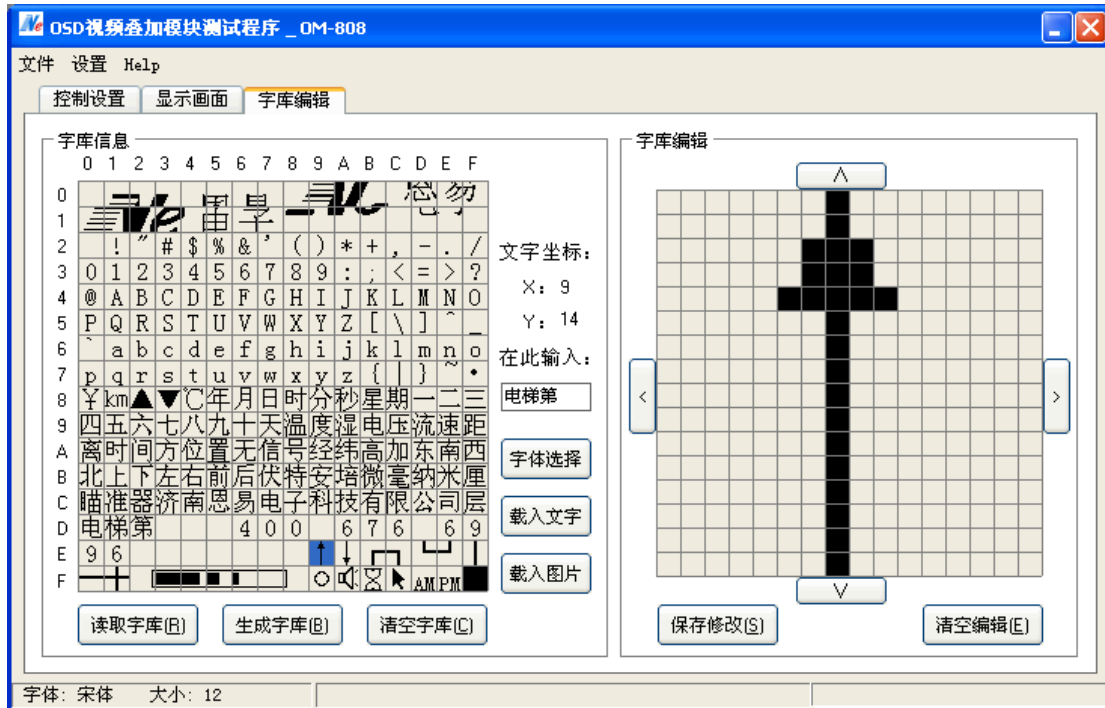 OSD视频叠加模块测试程序 _ OM-808
文件 设置 Help
控制设置 显示画面 字库编辑
字库信息
0 1 2 3 4 5 6 7 8 9 A B C D E F
0
1
2 ! ″ # $ % & ’ ( ) * + , - . /
3 0 1 2 3 4 5 6 7 8 9 : ; < = > ?
4 @ A B C D E F G H I J K L M N O
5 P Q R S T U V W X Y Z [ \ ] ^ _
6 ` a b c d e f g h i j k l m n o
7 p q r s t u v w x y z { | } ~ •
8 ¥ km ▲ ▼ ℃ 年 月 日 时 分 秒 星 期 一 二 三
9 四 五 六 七 八 九 十 天 温 度 湿 电 压 流 速 距
A 离 时 间 方 位 置 无 信 号 经 纬 高 加 东 南 西
B 北 上 下 左 右 前 后 伏 特 安 培 微 毫 纳 米 厘
C 瞄 准 器 济 南 恩 易 电 子 科 技 有 限 公 司 层
D 电 梯 第 4 0 0 6 7 6 6 9
E 9 6
F AM PM
读取字库(R) 生成字库(B) 清空字库(C)
文字坐标:
X: 9
Y: 14
在此输入:
电梯第
字体选择
载入文字
载入图片
字库编辑
保存修改(S) 清空编辑(E)
字体: 宋体 大小: 12